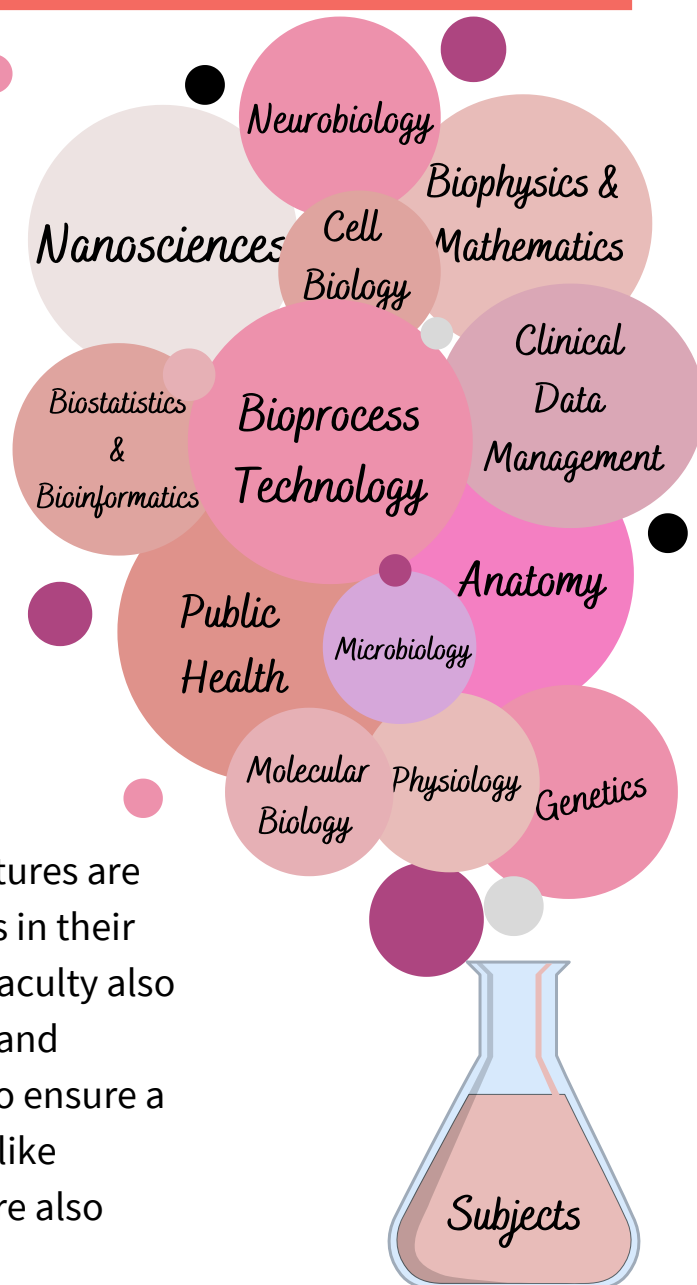 Neurobiology
Biophysics &
Mathematics
Nanosciences
Cell
Biology
Clinical
Data
Management
Biostatistics
&
Bioinformatics
Bioprocess
Technology
Anatomy
Public
Health
Microbiology
Molecular
Biology
Physiology
Genetics
tures are
s in their
aculty also
and
o ensure a
like
re also
Subjects